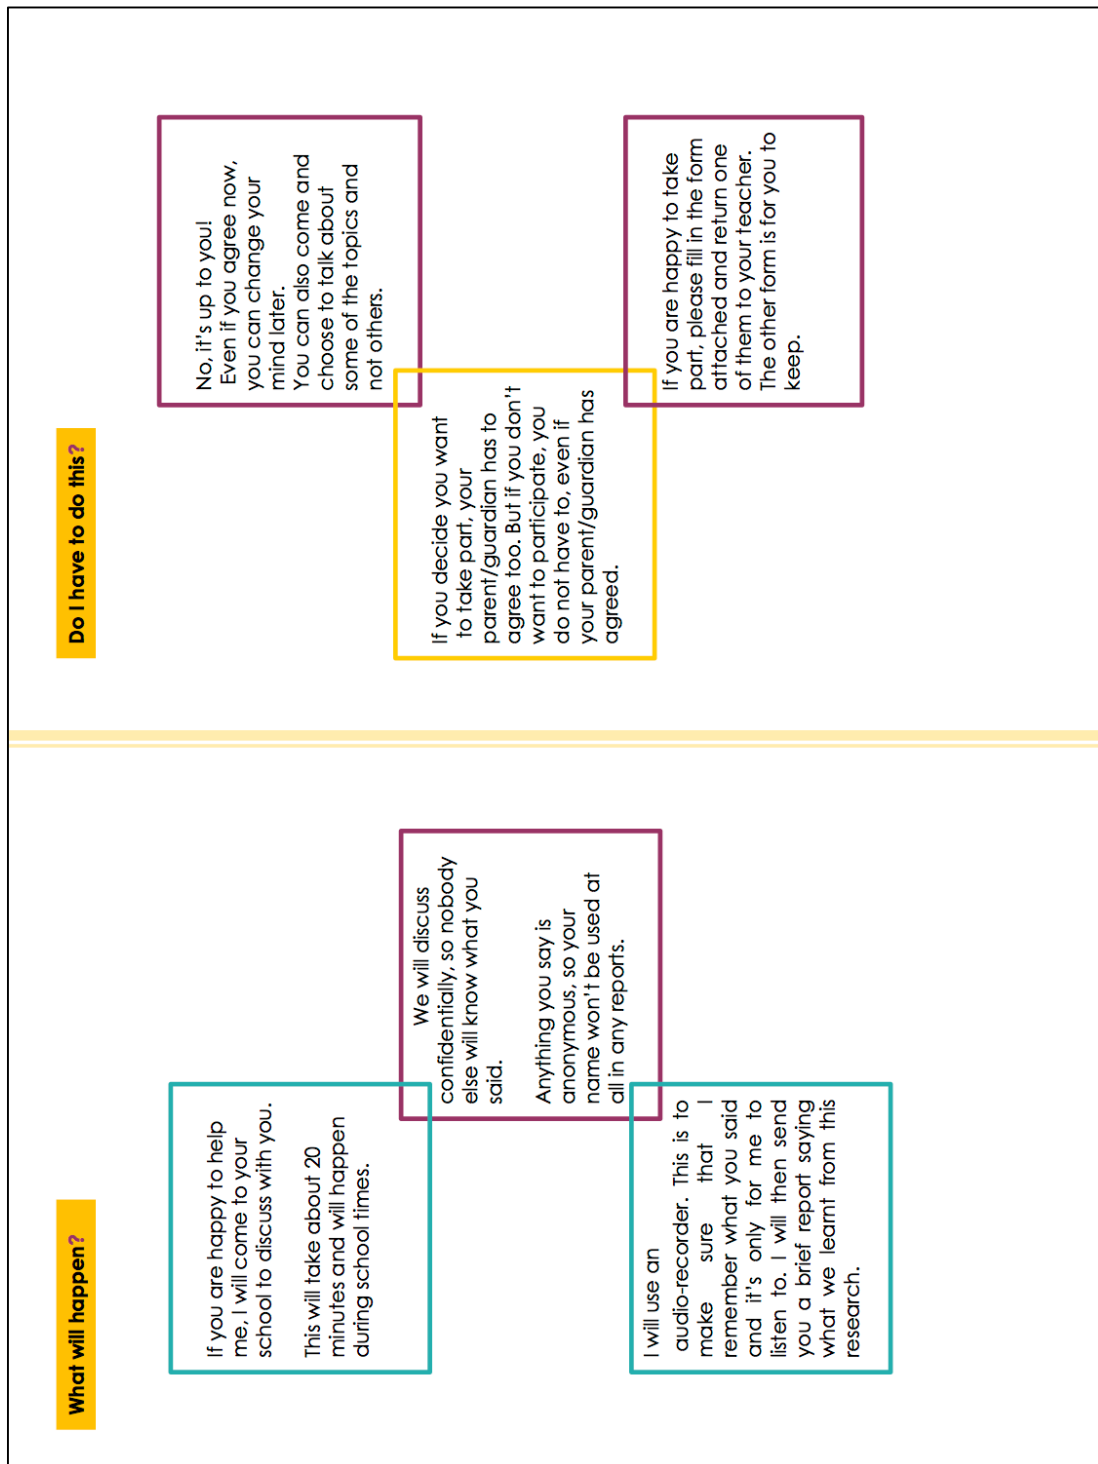 What will happen?
If you are happy to help
me, I will come to your
school to discuss with you.
This will take about 20
minutes and will happen
during school times.
We will discuss
confidentially, so nobody
else will know what you
said.
Anything you say is
anonymous, so your
name won't be used at
all in any reports.
I will use an
audio-recorder. This is to
make sure that I
remember what you said
and it's only for me to
listen to. I will then send
you a brief report saying
what we learnt from this
research.
Do I have to do this?
No, it's up to you!
Even if you agree now,
you can change your
mind later.
You can also come and
choose to talk about
some of the topics and
not others.
If you decide you want
to take part, your
parent/guardian has to
agree too. But if you don't
want to participate, you
do not have to, even if
your parent/guardian has
agreed.
If you are happy to take
part, please fill in the form
attached and return one
of them to your teacher.
The other form is for you to
keep.